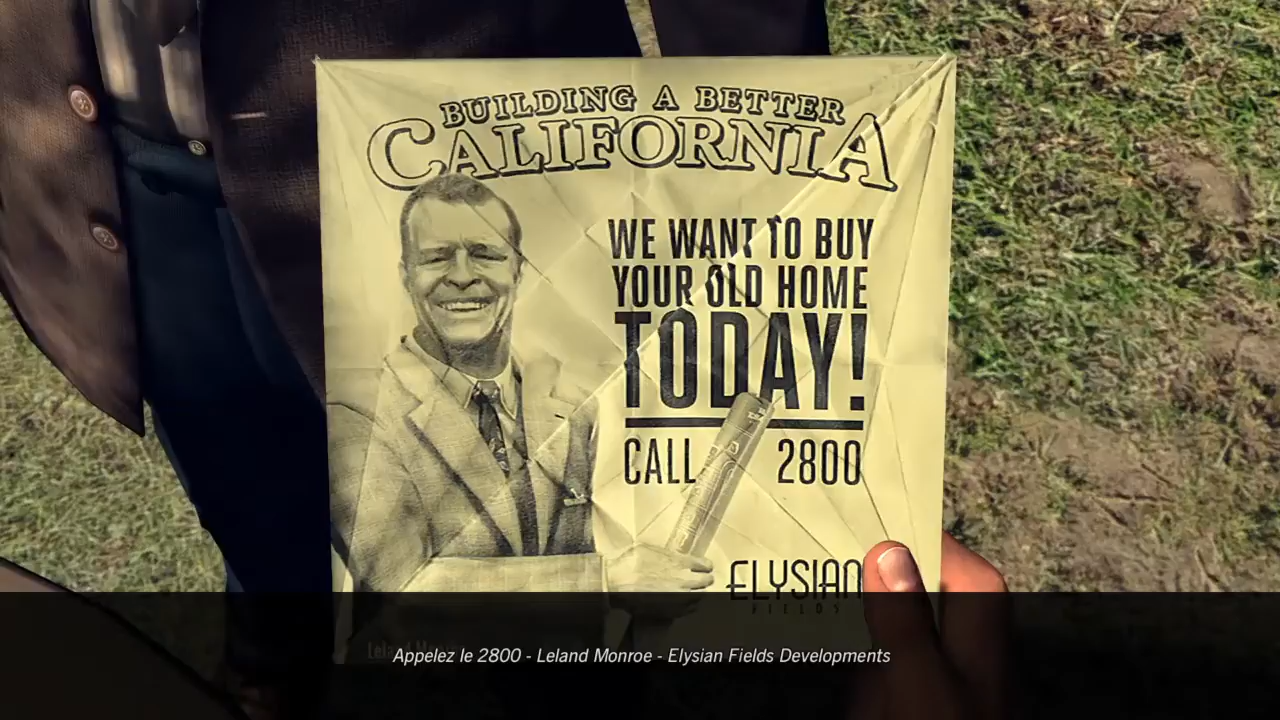 BUILDING A BETTER
CALIFORNIA
WE WANT TO BUY
YOUR OLD HOME
TODAY!
CALL 2800
ELYSIAN
FIELDS
Appelez le 2800 - Leland Monroe - Elysian Fields Developments